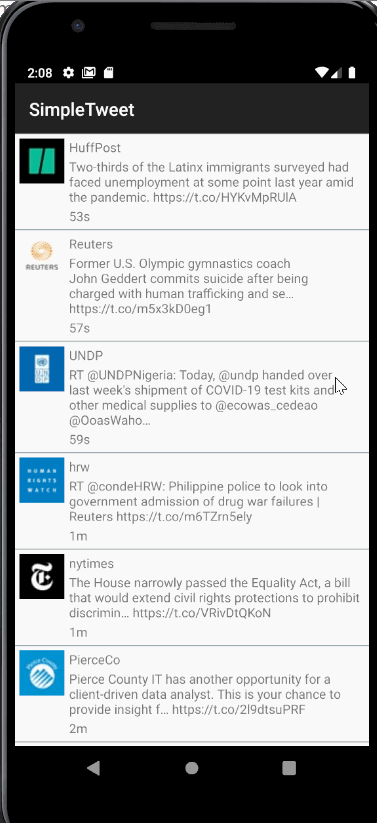 2:08
SimpleTweet
HuffPost
Two-thirds of the Latinx immigrants surveyed had
faced unemployment at some point last year amid
the pandemic. https://t.co/HYKvMpRUlA
53s
REUTERS
Reuters
Former U.S. Olympic gymnastics coach
John Geddert commits suicide after being
charged with human trafficking and se…
https://t.co/m5x3kD0eg1
57s
UNDP
RT @UNDPNigeria: Today, @undp handed over
last week's shipment of COVID-19 test kits and
other medical supplies to @ecowas_cedeao
@OoasWaho…
59s
HUMAN
RIGHTS
WATCH
hrw
RT @condeHRW: Philippine police to look into
government admission of drug war failures |
Reuters https://t.co/m6TZrn5ely
1m
nytimes
The House narrowly passed the Equality Act, a bill
that would extend civil rights protections to prohibit
discrimin… https://t.co/VRivDtQKoN
1m
Pierce County
PierceCo
Pierce County IT has another opportunity for a
client-driven data analyst. This is your chance to
provide insight f… https://t.co/2l9dtsuPRF
2m